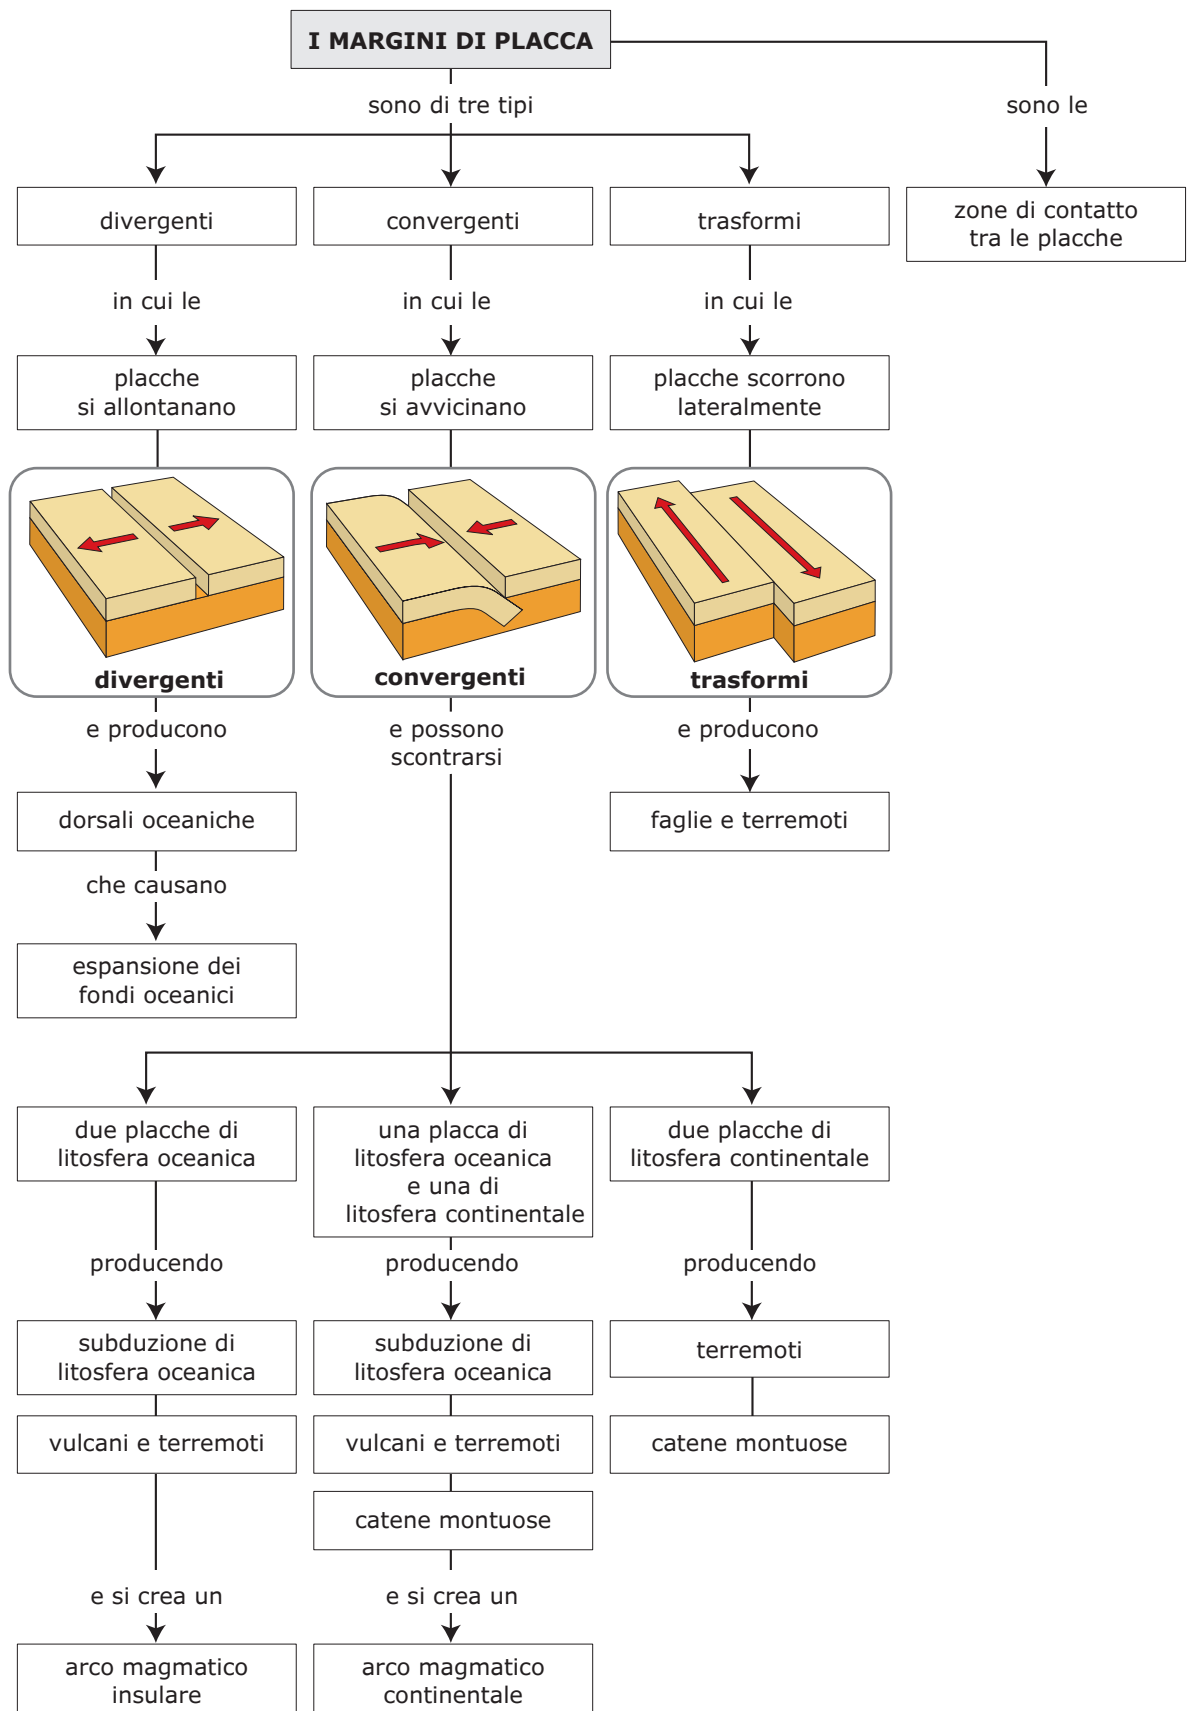 I MARGINI DI PLACCA
sono di tre tipi
sono le
divergenti
convergenti
trasformi
zone di contatto
tra le placche
in cui le
in cui le
in cui le
placche
si allontanano
placche
si avvicinano
placche scorrono
lateralmente
divergenti
convergenti
trasformi
e producono
e possono
scontrarsi
e producono
dorsali oceaniche
faglie e terremoti
che causano
espansione dei
fondi oceanici
due placche di
litosfera oceanica
una placca di
litosfera oceanica
e una di
litosfera continentale
due placche di
litosfera continentale
producendo
producendo
producendo
subduzione di
litosfera oceanica
subduzione di
litosfera oceanica
terremoti
vulcani e terremoti
vulcani e terremoti
catene montuose
catene montuose
e si crea un
e si crea un
arco magmatico
insulare
arco magmatico
continentale